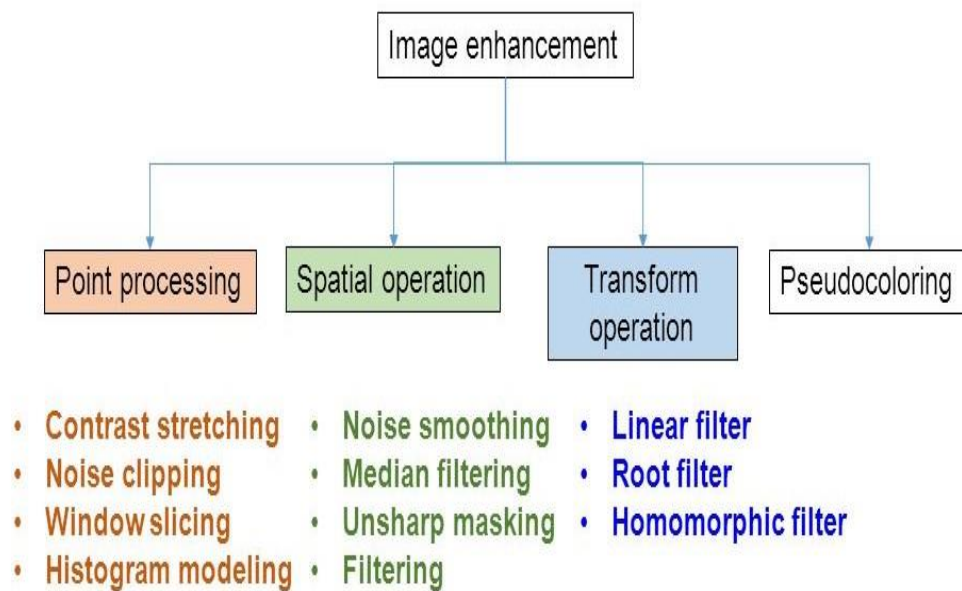 Image enhancement
Point processing
Spatial operation
Transform
operation
Pseudocoloring
• Contrast stretching
• Noise clipping
• Window slicing
• Histogram modeling
• Noise smoothing
• Median filtering
• Unsharp masking
• Filtering
• Linear filter
• Root filter
• Homomorphic filter